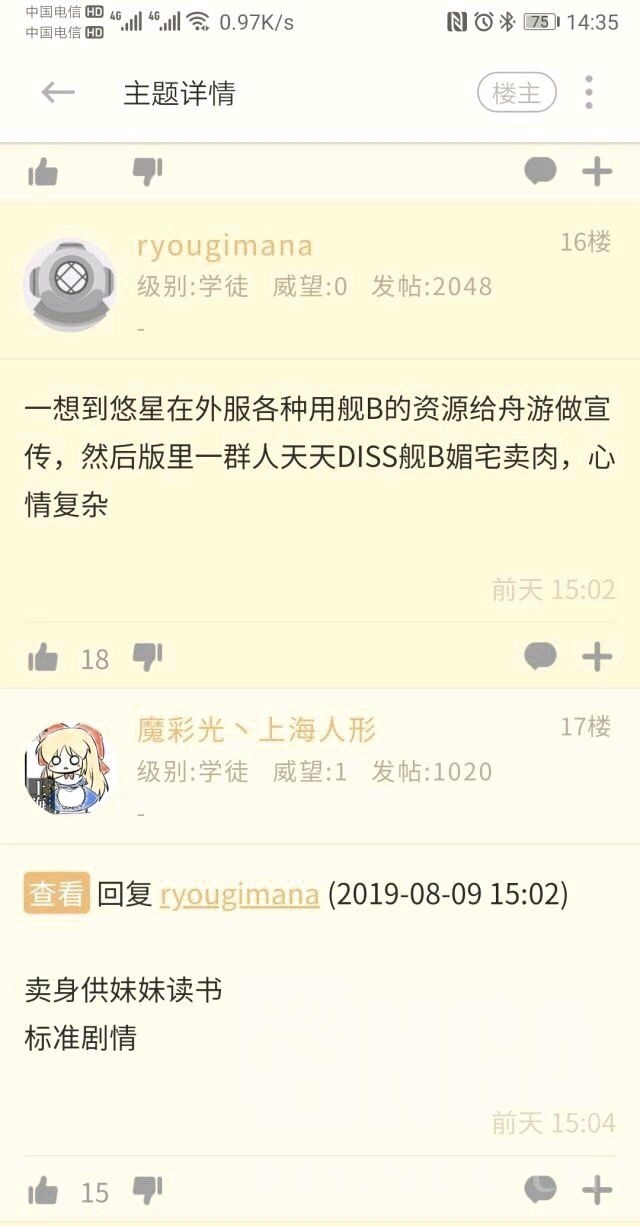 中国电信 HD 4G 4G 0.97K/s 75 14:35
中国电信 HD
主题详情 楼主
ryougimana 16楼
级别:学徒 威望:0 发帖:2048
-
一想到悠星在外服各种用舰B的资源给舟游做宣
传，然后版里一群人天天DISS舰B媚宅卖肉，心
情复杂
前天 15:02
18
魔彩光丶上海人形 17楼
级别:学徒 威望:1 发帖:1020
-
查看 回复 ryougimana (2019-08-09 15:02)
卖身供妹妹读书
标准剧情
前天 15:04
15